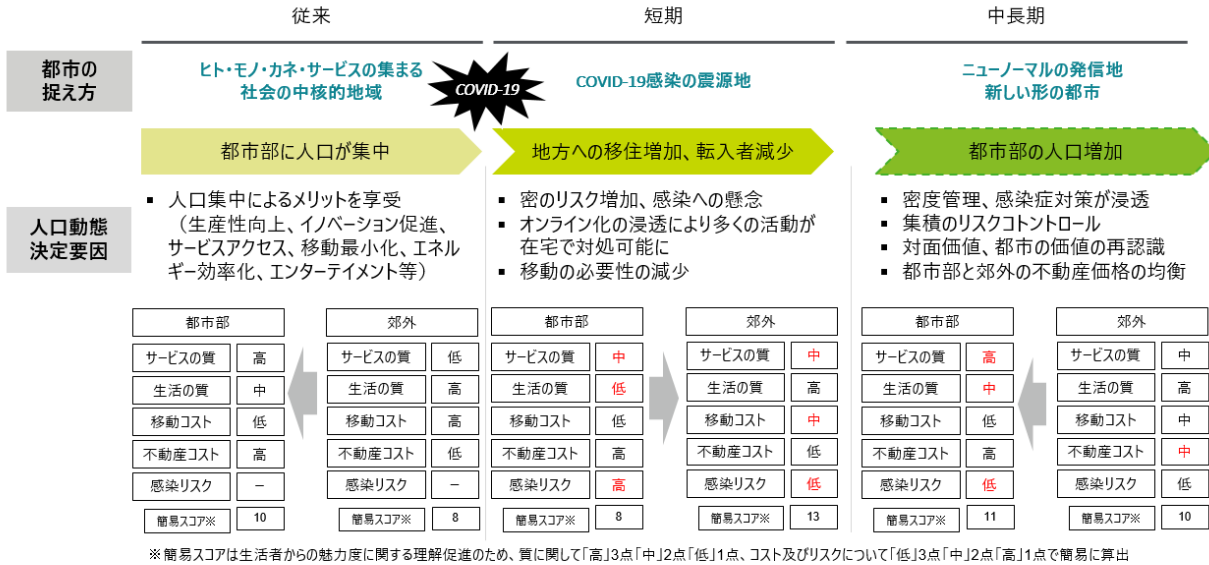 従来
短期
中長期
都市の
捉え方
ヒト・モノ・カネ・サービスの集まる
社会の中核的地域
COVID-19
COVID-19感染の震源地
ニューノーマルの発信地
新しい形の都市
都市部に人口が集中
地方への移住増加、転入者減少
都市部の人口増加
人口動態
決定要因
▪ 人口集中によるメリットを享受
（生産性向上、イノベーション促進、
サービスアクセス、移動最小化、エネル
ギー効率化、エンターテイメント等）
▪ 密のリスク増加、感染への懸念
▪ オンライン化の浸透により多くの活動が
在宅で対処可能に
▪ 移動の必要性の減少
▪ 密度管理、感染症対策が浸透
▪ 集積のリスクコトントロール
▪ 対面価値、都市の価値の再認識
▪ 都市部と郊外の不動産価格の均衡
都市部
サービスの質 高
生活の質 中
移動コスト 低
不動産コスト 高
感染リスク －
簡易スコア※ 10
郊外
サービスの質 低
生活の質 高
移動コスト 高
不動産コスト 低
感染リスク －
簡易スコア※ 8
都市部
サービスの質 中
生活の質 低
移動コスト 低
不動産コスト 高
感染リスク 高
簡易スコア※ 8
郊外
サービスの質 中
生活の質 高
移動コスト 中
不動産コスト 低
感染リスク 低
簡易スコア※ 13
都市部
サービスの質 高
生活の質 中
移動コスト 低
不動産コスト 高
感染リスク 低
簡易スコア※ 11
郊外
サービスの質 中
生活の質 高
移動コスト 中
不動産コスト 中
感染リスク 低
簡易スコア※ 10
※簡易スコアは生活者からの魅力度に関する理解促進のため、質に関して「高」3点「中」2点「低」1点、コスト及びリスクについて「低」3点「中」2点「高」1点で簡易に算出